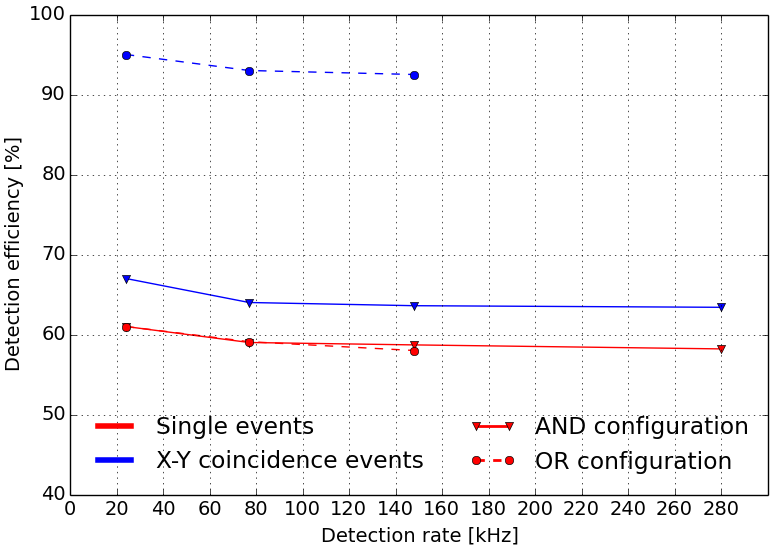 100
90
80
70
60
50
40
Detection efficiency [%]
0 20 40 60 80 100 120 140 160 180 200 220 240 260 280
Detection rate [kHz]
Single events
X-Y coincidence events
AND configuration
OR configuration